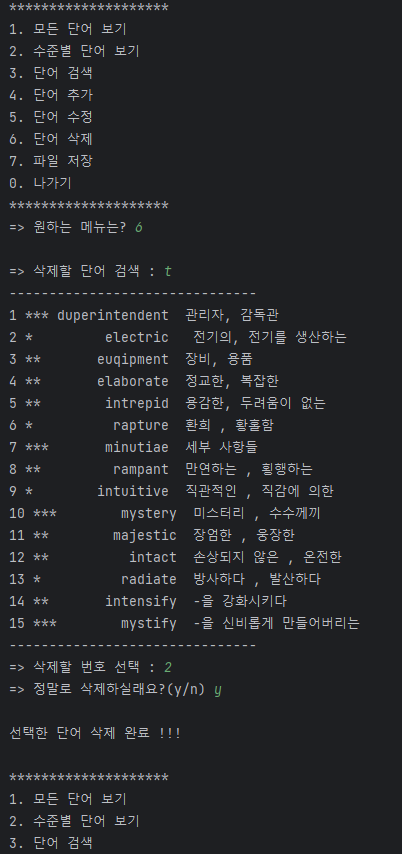 ********************
1. 모든 단어 보기
2. 수준별 단어 보기
3. 단어 검색
4. 단어 추가
5. 단어 수정
6. 단어 삭제
7. 파일 저장
0. 나가기
********************
=> 원하는 메뉴는? 6
=> 삭제할 단어 검색 : t
-------------------------------
1 *** duperintendent  관리자, 감독관
2 *         electric   전기의, 전기를 생산하는
3 **       euqipment  장비, 용품
4 **       elaborate  정교한, 복잡한
5 **        intrepid  용감한, 두려움이 없는
6 *          rapture  환희 , 황홀함
7 ***       minutiae  세부 사항들
8 **         rampant  만연하는 , 횡행하는
9 *        intuitive  직관적인 , 직감에 의한
10 ***        mystery  미스터리 , 수수께끼
11 **        majestic  장엄한 , 웅장한
12 **          intact  손상되지 않은 , 온전한
13 *          radiate  방사하다 , 발산하다
14 **       intensify  -을 강화시키다
15 ***        mystify  -을 신비롭게 만들어버리는
-------------------------------
=> 삭제할 번호 선택 : 2
=> 정말로 삭제하실래요?(y/n) y
선택한 단어 삭제 완료 !!!
********************
1. 모든 단어 보기
2. 수준별 단어 보기
3. 단어 검색